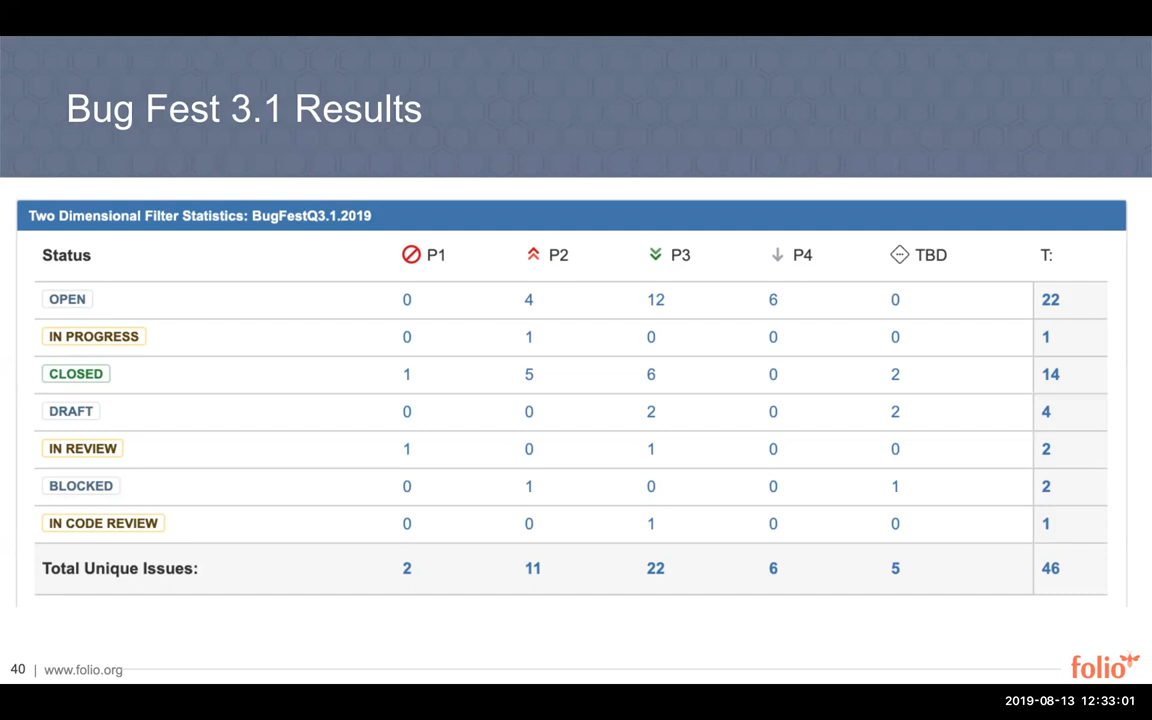 Bug Fest 3.1 Results
Two Dimensional Filter Statistics: BugFestQ3.1.2019
Status P1 P2 P3 P4 TBD T:
OPEN 0 4 12 6 0 22
IN PROGRESS 0 1 0 0 0 1
CLOSED 1 5 6 0 2 14
DRAFT 0 0 2 0 2 4
IN REVIEW 1 0 1 0 0 2
BLOCKED 0 1 0 0 1 2
IN CODE REVIEW 0 0 1 0 0 1
Total Unique Issues: 2 11 22 6 5 46
40 | www.folio.org
folio
2019-08-13 12:33:01